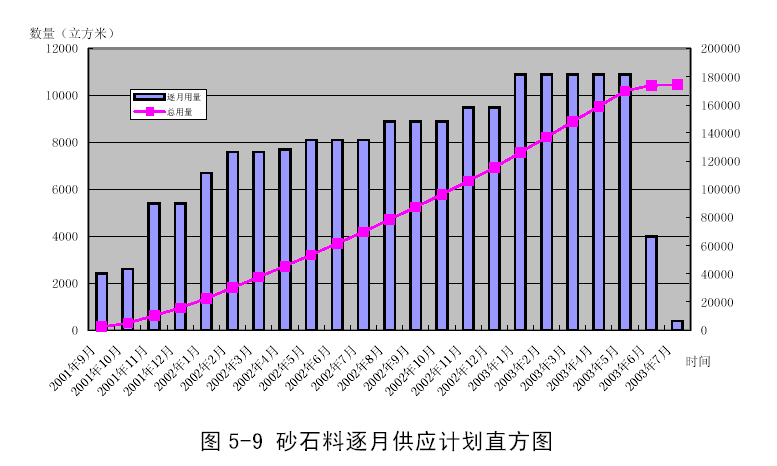 数量（立方米）
12000
10000
8000
6000
4000
2000
0
200000
180000
160000
140000
120000
100000
80000
60000
40000
20000
0
逐月用量
总用量
2001年9月
2001年10月
2001年11月
2001年12月
2002年1月
2002年2月
2002年3月
2002年4月
2002年5月
2002年6月
2002年7月
2002年8月
2002年9月
2002年10月
2002年11月
2002年12月
2003年1月
2003年2月
2003年3月
2003年4月
2003年5月
2003年6月
2003年7月
时间
图 5-9 砂石料逐月供应计划直方图